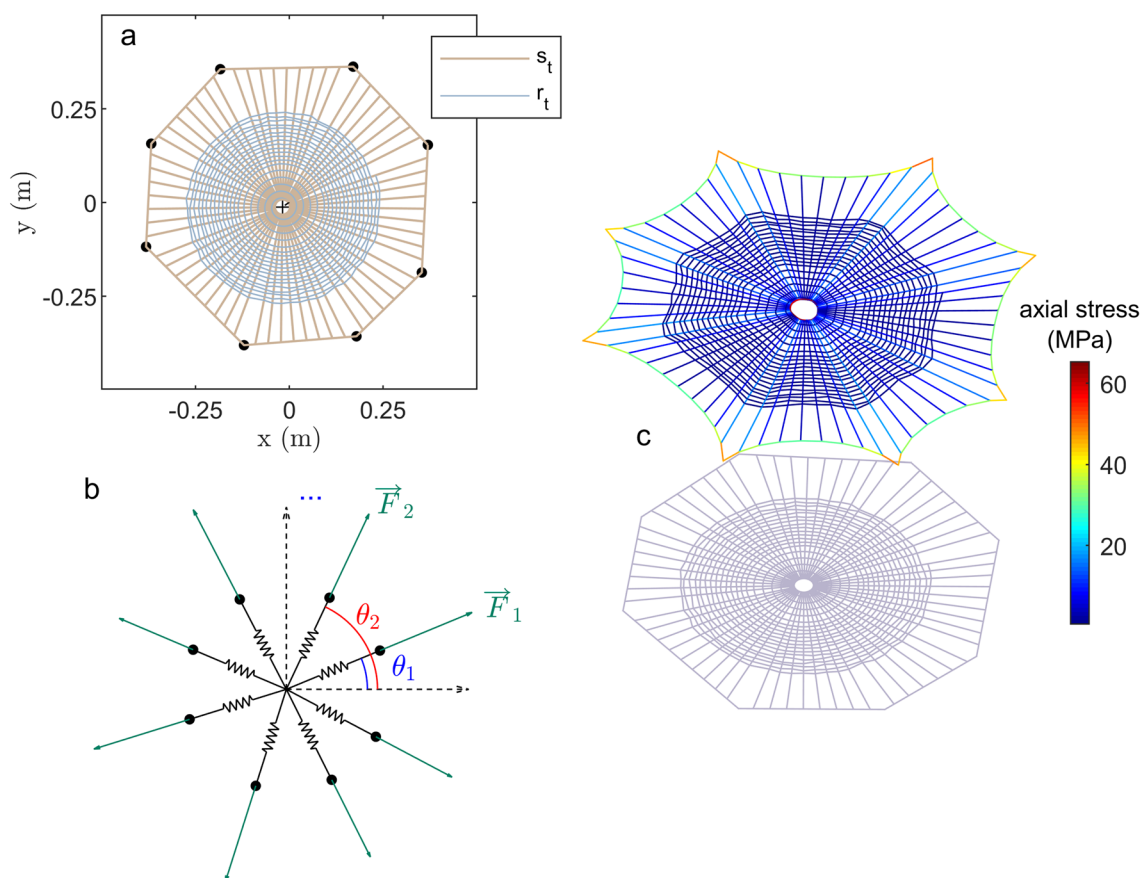 a
s_t
r_t
0.25
0
-0.25
y (m)
-0.25
0
0.25
x (m)
b
...
F⃗_2
F⃗_1
θ_2
θ_1
c
axial stress
(MPa)
60
40
20